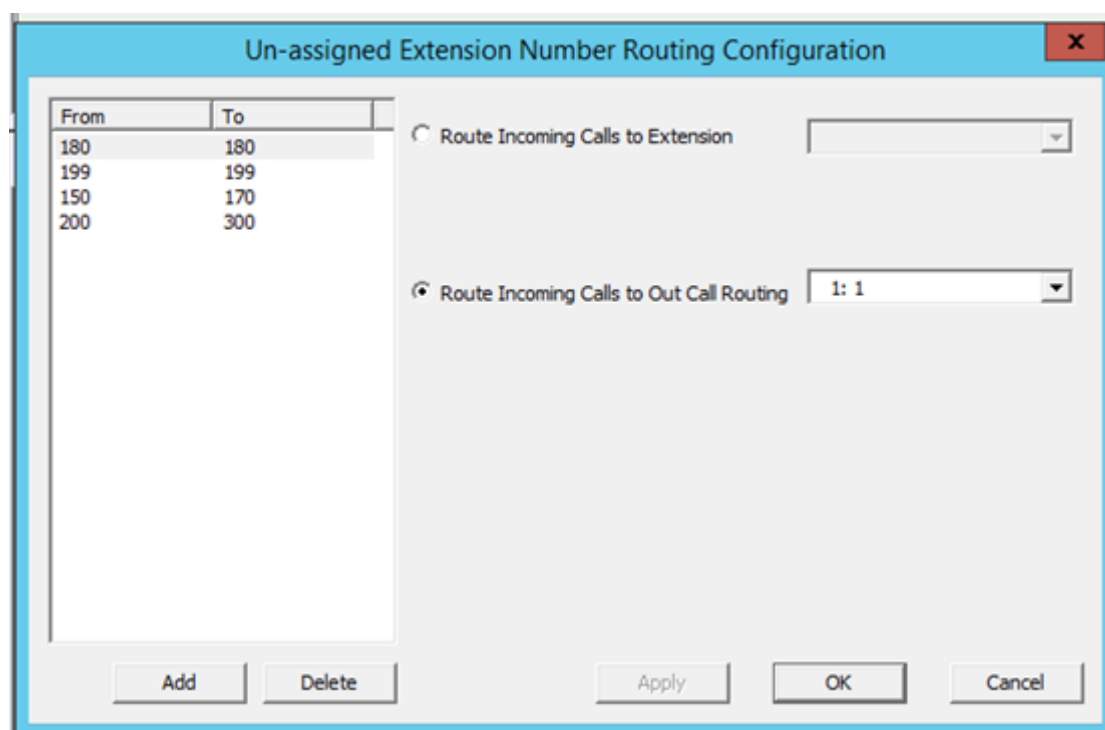 Un-assigned Extension Number Routing Configuration
x
From To
180 180
199 199
150 170
200 300
Route Incoming Calls to Extension
Route Incoming Calls to Out Call Routing 1: 1
Add Delete Apply OK Cancel